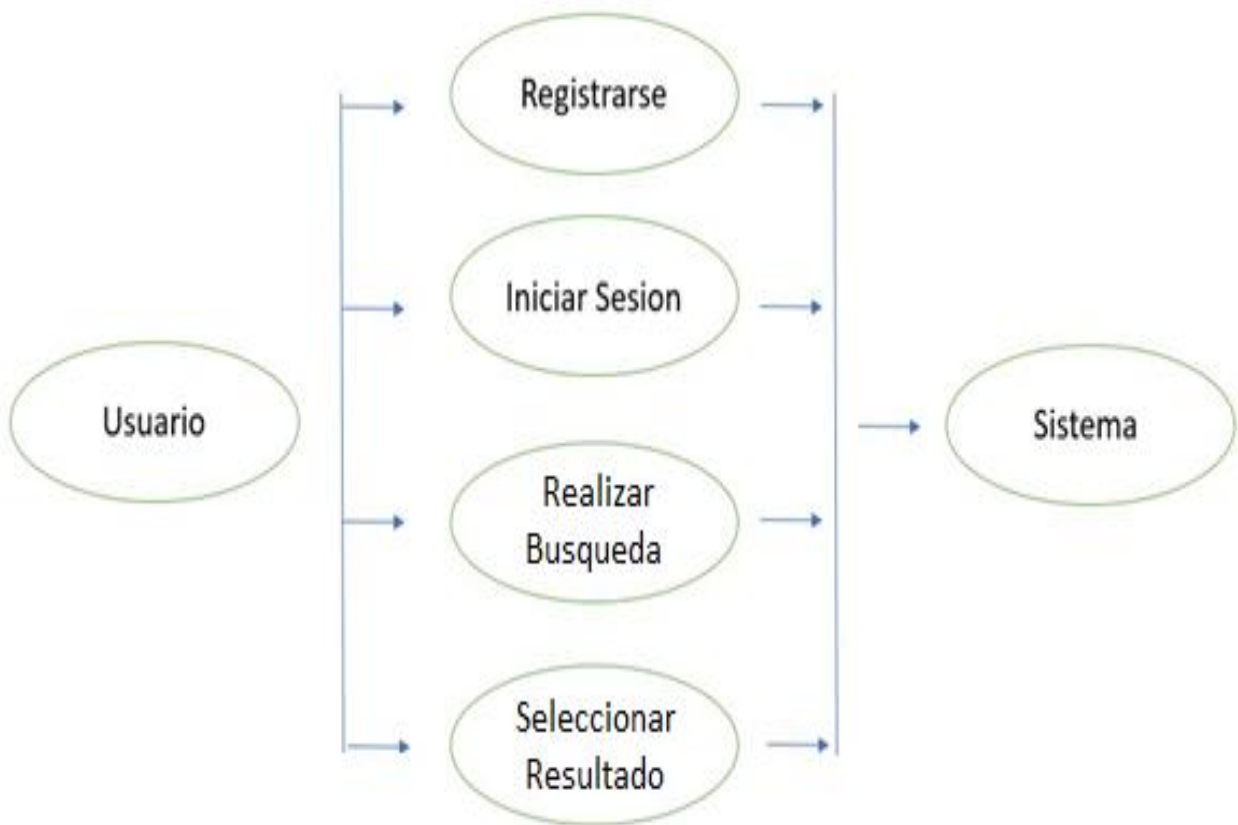 Usuario
Registrarse
Iniciar Sesion
Realizar
Busqueda
Seleccionar
Resultado
Sistema